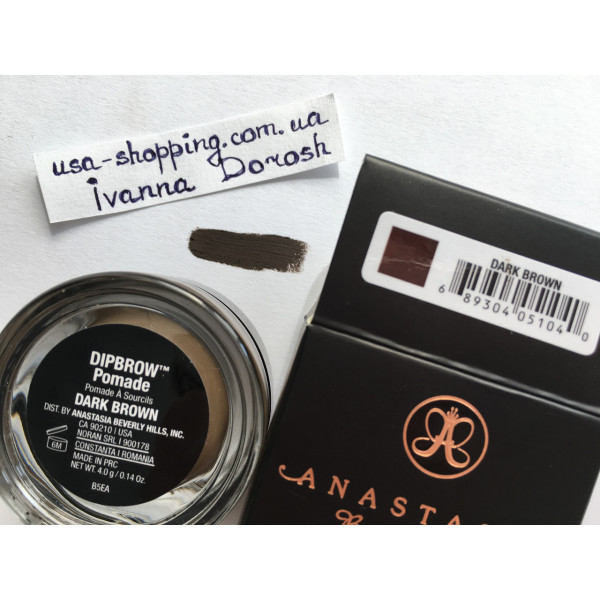 usa-shopping.com.ua
Ivanna Dorosh
DARK BROWN
6 89304 05104 0
DIPBROW™
Pomade
Pomade À Sourcils
DARK BROWN
DIST. BY ANASTASIA BEVERLY HILLS, INC.
CA 90210 | USA
NORAN SRL | 900178
CONSTANTA | ROMANIA
6M
MADE IN PRC
NET WT. 4.0 g / 0.14 Oz.
B5EA
ANASTAS